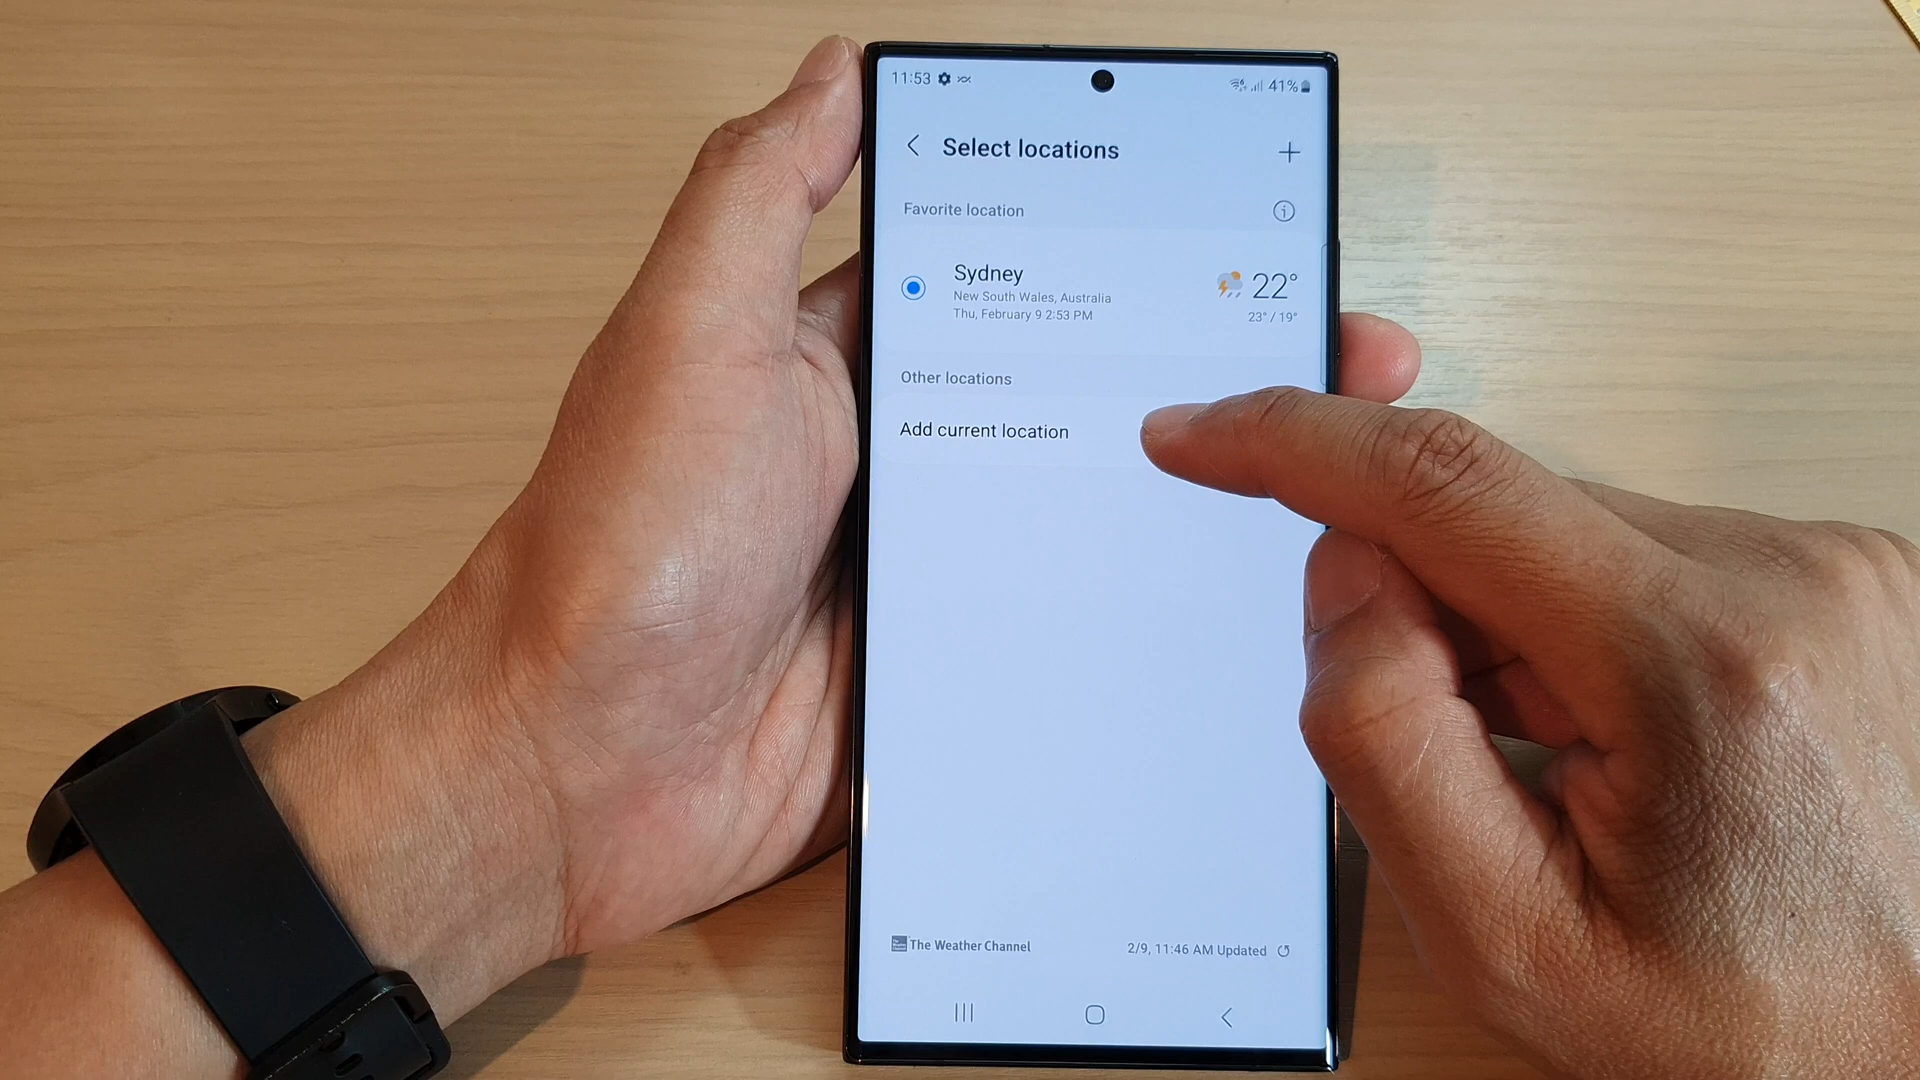 11:53
41%
Select locations
Favorite location
Sydney
New South Wales, Australia
Thu, February 9 2:53 PM
22°
23° / 19°
Other locations
Add current location
The Weather Channel
2/9, 11:46 AM Updated